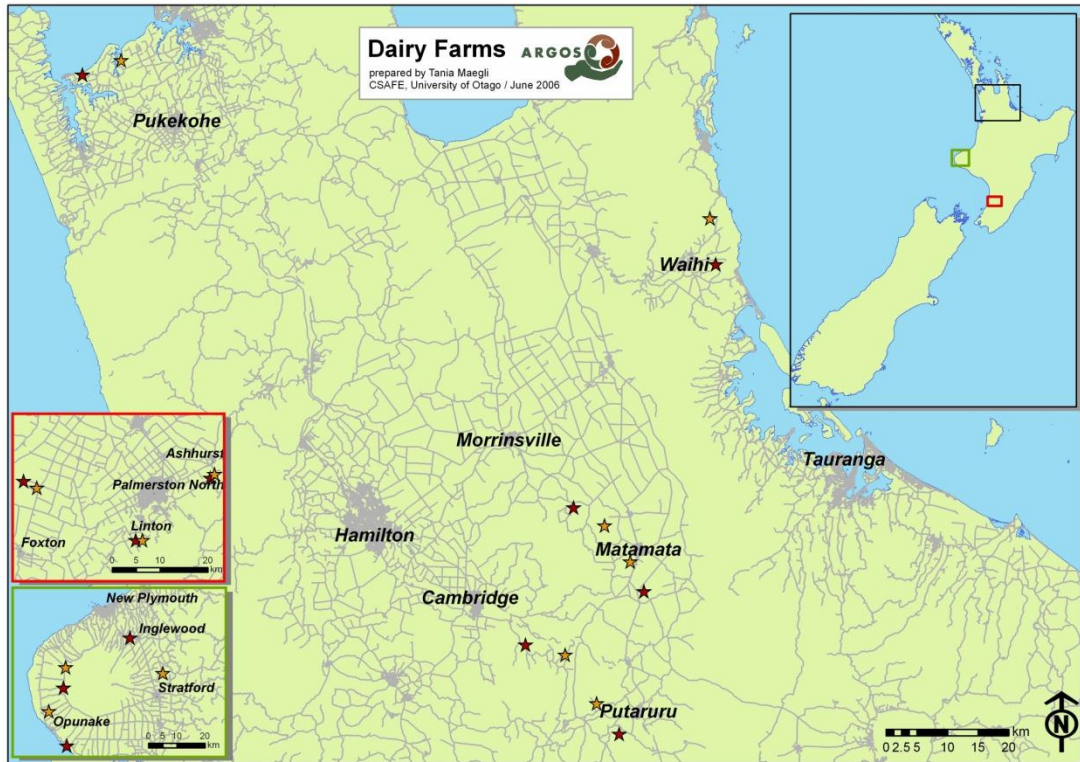 Dairy Farms
ARGOS
prepared by Tania Maegli
CSAFE, University of Otago / June 2006
Pukekohe
Waihi
Morrinsville
Tauranga
Hamilton
Matamata
Cambridge
Putaruru
Ashhurst
Palmerston North
Linton
Foxton
0 5 10 20
km
New Plymouth
Inglewood
Stratford
Opunake
0 5 10 20
km
N
0 2.5 5 10 15 20
km